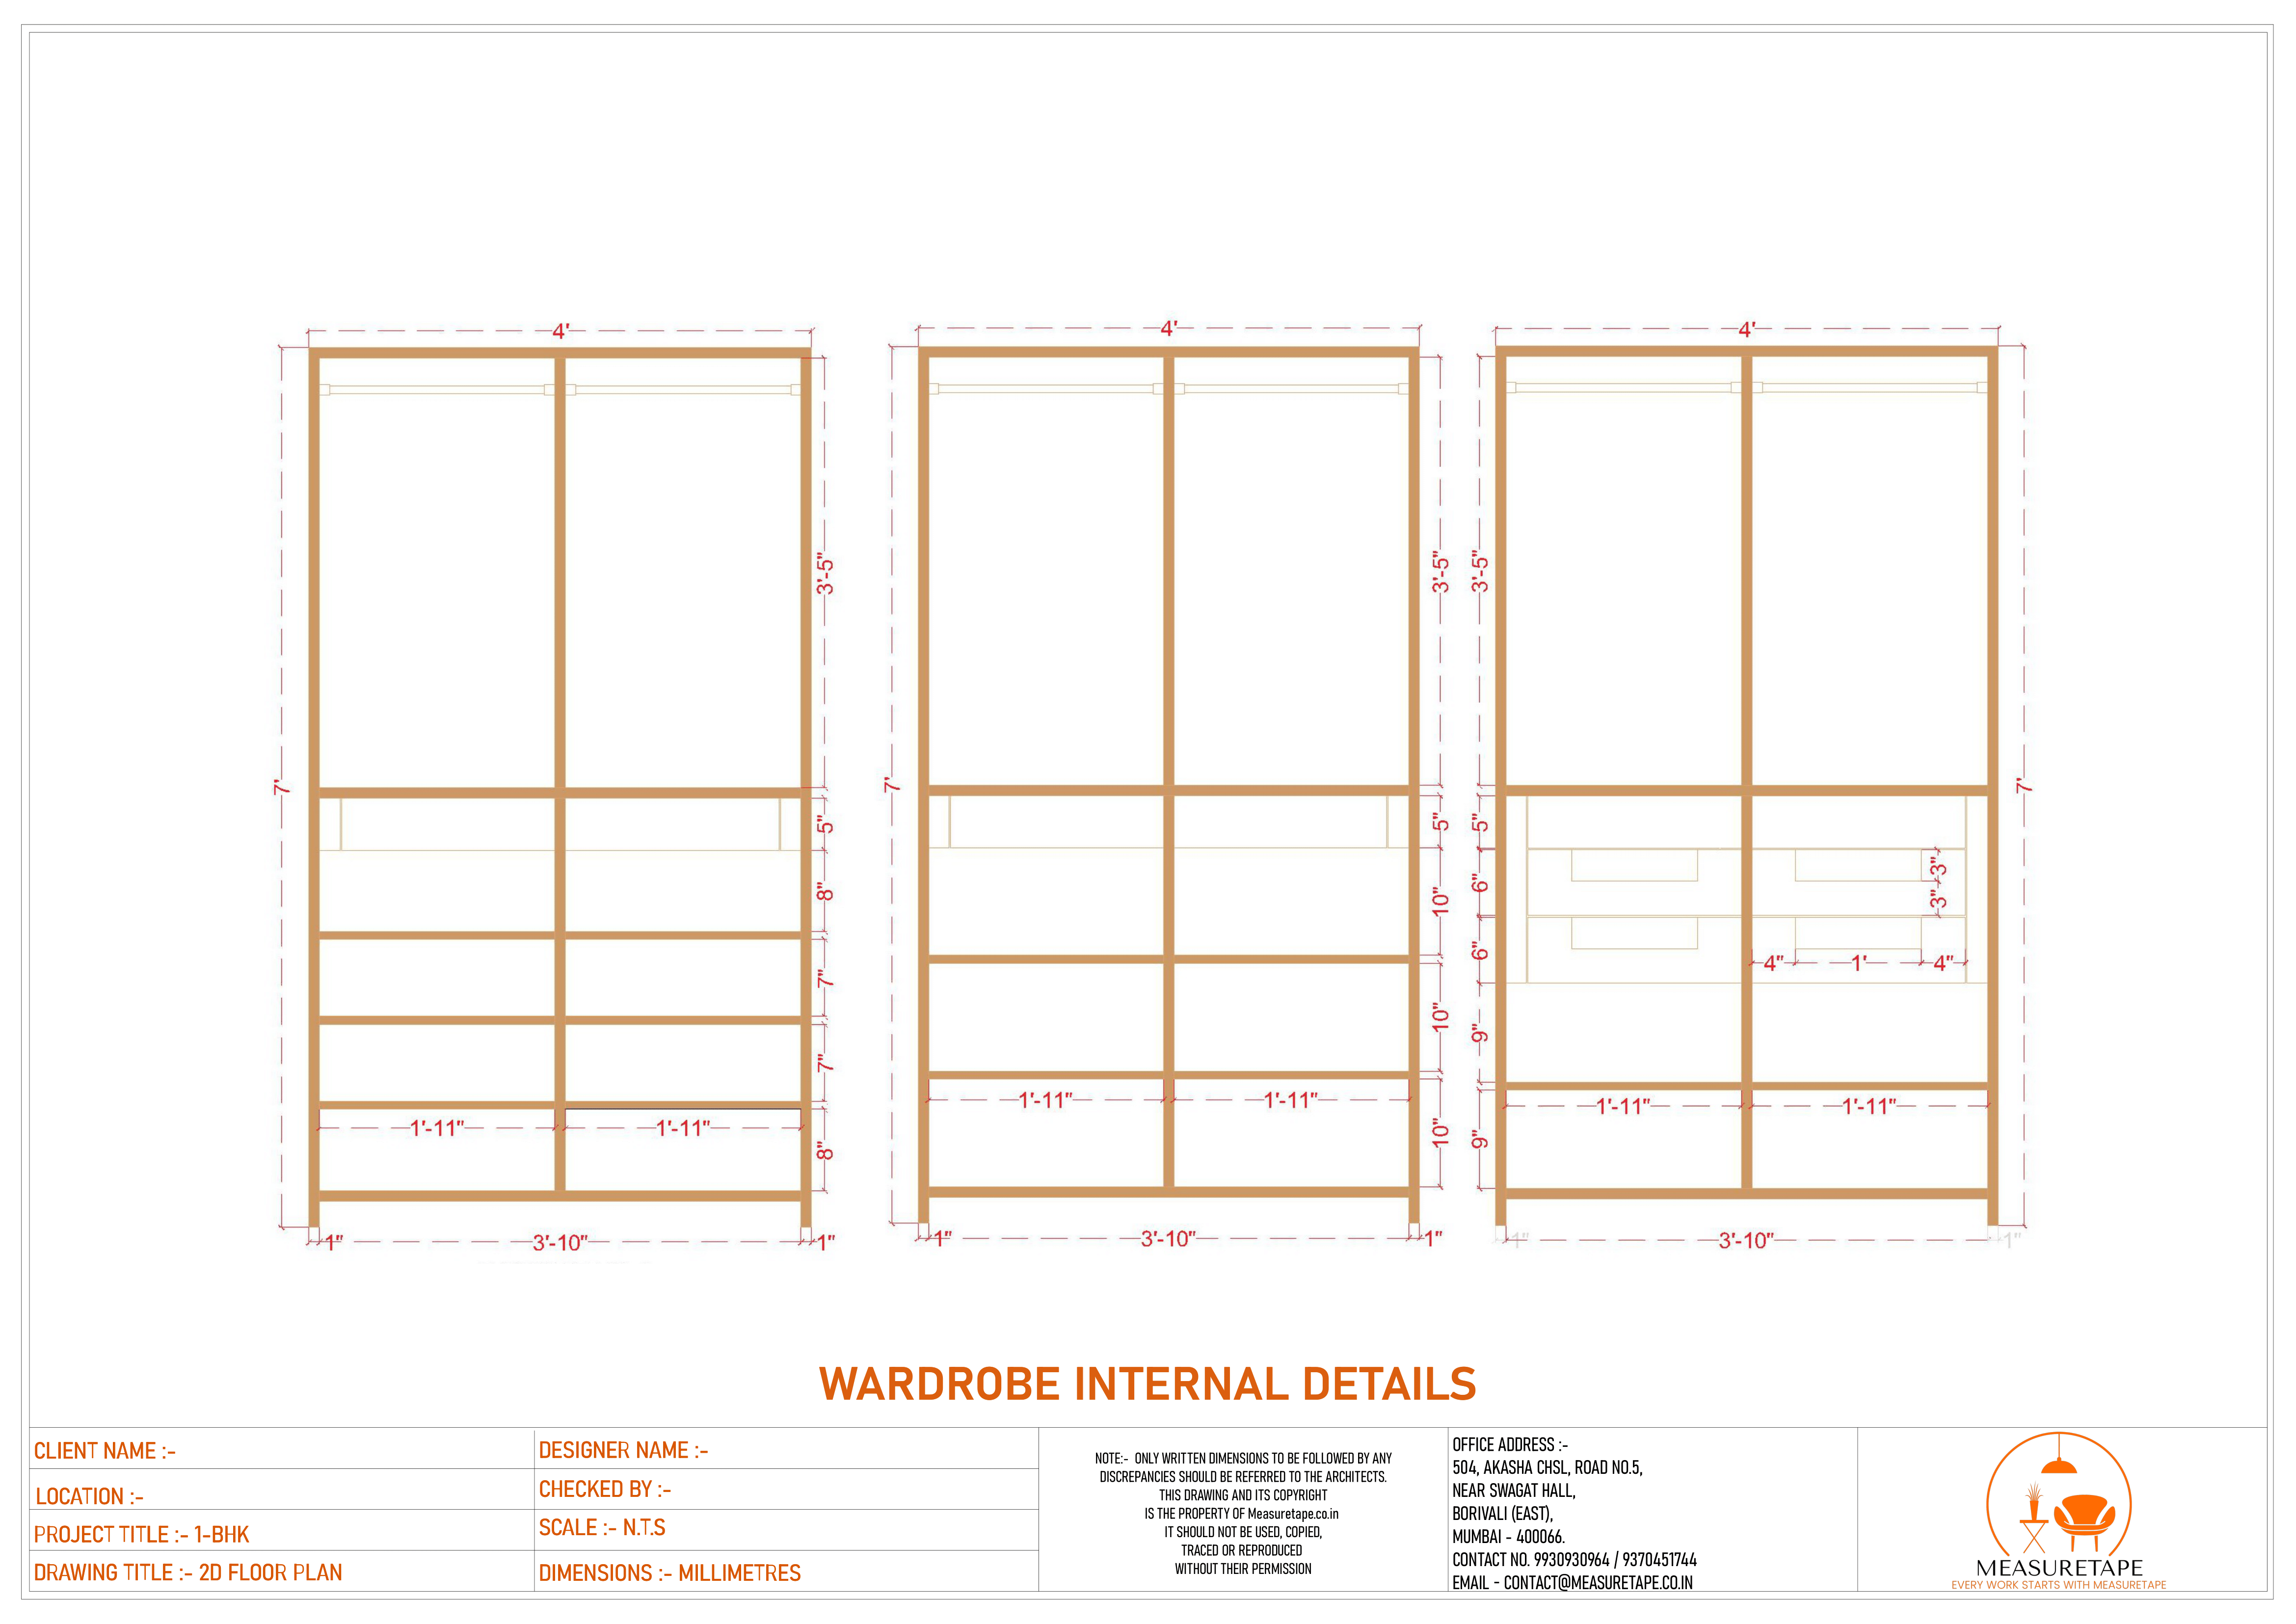 4'
4'
4'
7'
3'-5"
5"
8"
7"
7"
8"
1'-11"
1'-11"
1"
3'-10"
1"
7'
3'-5"
5"
10"
10"
10"
1'-11"
1'-11"
1"
3'-10"
1"
3'-5"
5"
6"
6"
9"
9"
3"
3"
4"
1'
4"
7'
1'-11"
1'-11"
1"
3'-10"
1"
WARDROBE INTERNAL DETAILS
CLIENT NAME :-
LOCATION :-
PROJECT TITLE :- 1-BHK
DRAWING TITLE :- 2D FLOOR PLAN
DESIGNER NAME :-
CHECKED BY :-
SCALE :- N.T.S
DIMENSIONS :- MILLIMETRES
NOTE:- ONLY WRITTEN DIMENSIONS TO BE FOLLOWED BY ANY
DISCREPANCIES SHOULD BE REFERRED TO THE ARCHITECTS.
THIS DRAWING AND ITS COPYRIGHT
IS THE PROPERTY OF Measuretape.co.in
IT SHOULD NOT BE USED, COPIED,
TRACED OR REPRODUCED
WITHOUT THEIR PERMISSION
OFFICE ADDRESS :-
504, AKASHA CHSL, ROAD NO.5,
NEAR SWAGAT HALL,
BORIVALI (EAST),
MUMBAI - 400066.
CONTACT NO. 9930930964 / 9370451744
EMAIL - CONTACT@MEASURETAPE.CO.IN
MEASURETAPE
EVERY WORK STARTS WITH MEASURETAPE